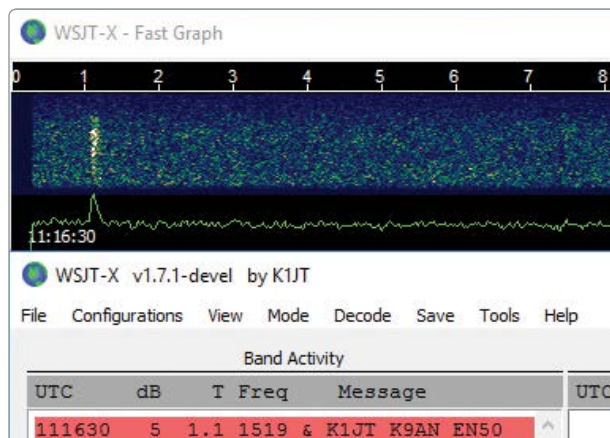 WSJT-X - Fast Graph
0 1 2 3 4 5 6 7 8
11:16:30
WSJT-X v1.7.1-devel by K1JT
File Configurations View Mode Decode Save Tools Help
Band Activity
UTC dB T Freq Message UTC
111630 5 1.1 1519 & K1JT K9AN EN50